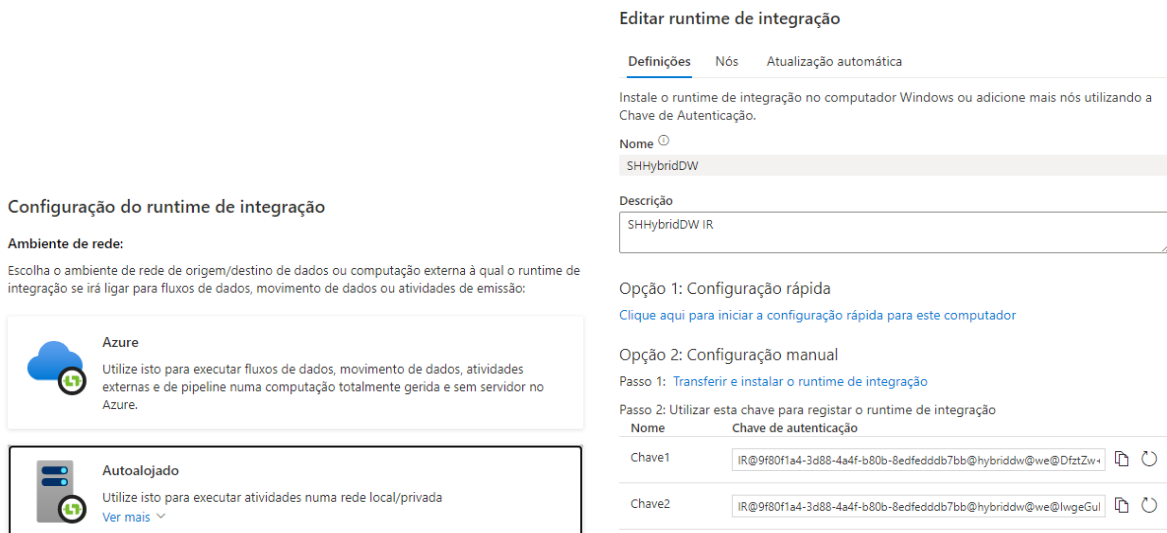 Configuração do runtime de integração
Ambiente de rede:
Escolha o ambiente de rede de origem/destino de dados ou computação externa à qual o runtime de
integração se irá ligar para fluxos de dados, movimento de dados ou atividades de emissão:
Azure
Utilize isto para executar fluxos de dados, movimento de dados, atividades
externas e de pipeline numa computação totalmente gerida e sem servidor no
Azure.
Autoalojado
Utilize isto para executar atividades numa rede local/privada
Ver mais
Editar runtime de integração
Definições Nós Atualização automática
Instale o runtime de integração no computador Windows ou adicione mais nós utilizando a
Chave de Autenticação.
Nome
SHHybridDW
Descrição
SHHybridDW IR
Opção 1: Configuração rápida
Clique aqui para iniciar a configuração rápida para este computador
Opção 2: Configuração manual
Passo 1: Transferir e instalar o runtime de integração
Passo 2: Utilizar esta chave para registar o runtime de integração
Nome Chave de autenticação
Chave1 IR@9f80f1a4-3d88-4a4f-b80b-8edfedddb7bb@hybriddw@we@DfztZw+
Chave2 IR@9f80f1a4-3d88-4a4f-b80b-8edfedddb7bb@hybriddw@we@IwgeGul